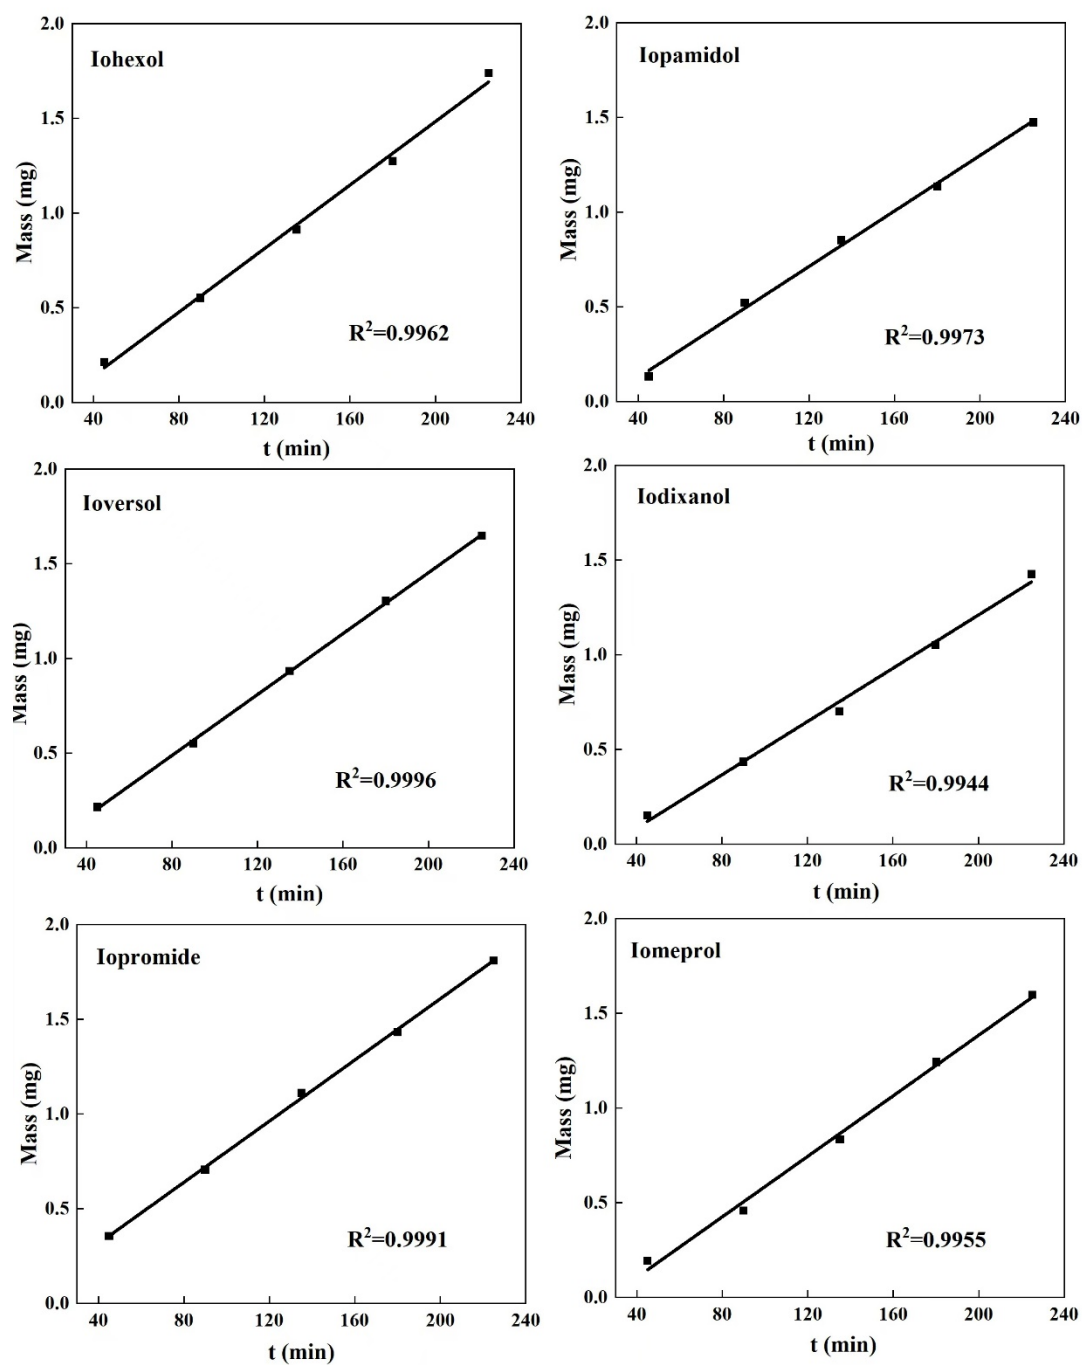 Iohexol
R²=0.9962
Mass (mg)
2.0
1.5
1.0
0.5
0.0
40 80 120 160 200 240
t (min)
Iopamidol
R²=0.9973
Mass (mg)
2.0
1.5
1.0
0.5
0.0
40 80 120 160 200 240
t (min)
Ioversol
R²=0.9996
Mass (mg)
2.0
1.5
1.0
0.5
0.0
40 80 120 160 200 240
t (min)
Iodixanol
R²=0.9944
Mass (mg)
2.0
1.5
1.0
0.5
0.0
40 80 120 160 200 240
t (min)
Iopromide
R²=0.9991
Mass (mg)
2.0
1.5
1.0
0.5
0.0
40 80 120 160 200 240
t (min)
Iomeprol
R²=0.9955
Mass (mg)
2.0
1.5
1.0
0.5
0.0
40 80 120 160 200 240
t (min)